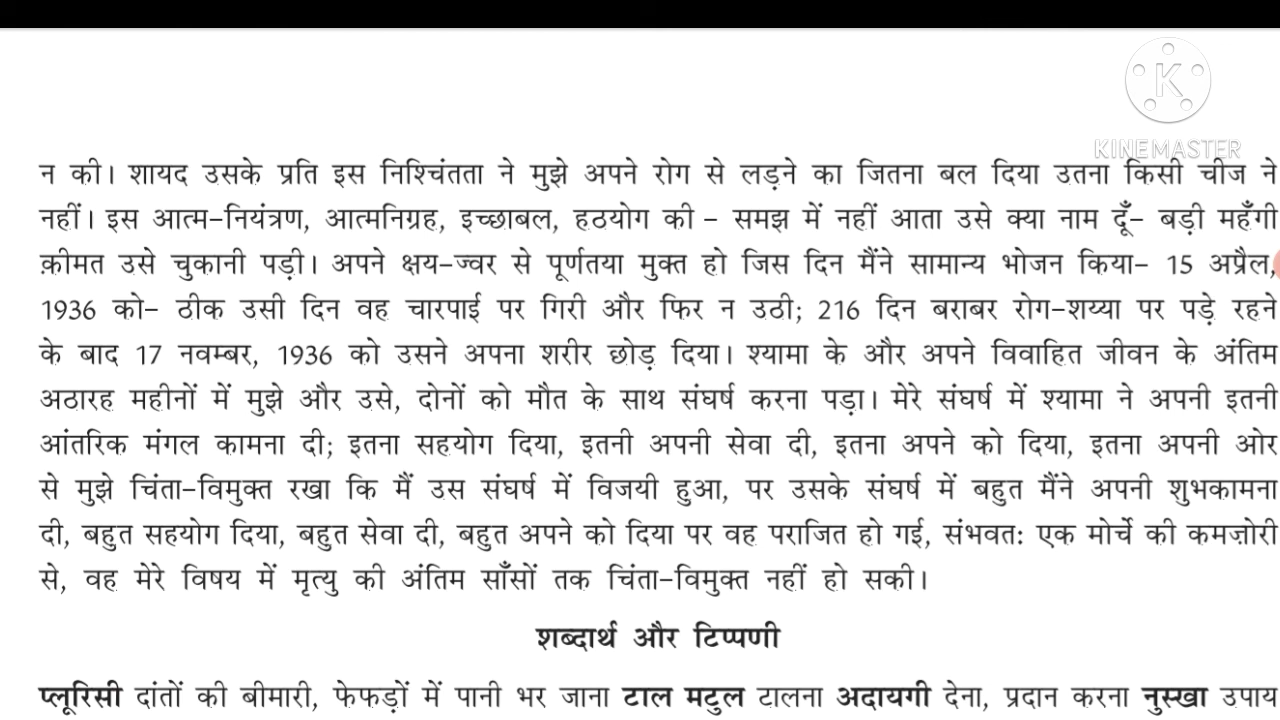 K
KINEMASTER
न की। शायद उसके प्रति इस निश्चिंतता ने मुझे अपने रोग से लड़ने का जितना बल दिया उतना किसी चीज ने
नहीं। इस आत्म-नियंत्रण, आत्मनिग्रह, इच्छाबल, हठयोग की - समझ में नहीं आता उसे क्या नाम दूँ- बड़ी महँगी
क़ीमत उसे चुकानी पड़ी। अपने क्षय-ज्वर से पूर्णतया मुक्त हो जिस दिन मैंने सामान्य भोजन किया- 15 अप्रैल,
1936 को- ठीक उसी दिन वह चारपाई पर गिरी और फिर न उठी; 216 दिन बराबर रोग-शय्या पर पड़े रहने
के बाद 17 नवम्बर, 1936 को उसने अपना शरीर छोड़ दिया। श्यामा के और अपने विवाहित जीवन के अंतिम
अठारह महीनों में मुझे और उसे, दोनों को मौत के साथ संघर्ष करना पड़ा। मेरे संघर्ष में श्यामा ने अपनी इतनी
आंतरिक मंगल कामना दी; इतना सहयोग दिया, इतनी अपनी सेवा दी, इतना अपने को दिया, इतना अपनी ओर
से मुझे चिंता-विमुक्त रखा कि मैं उस संघर्ष में विजयी हुआ, पर उसके संघर्ष में बहुत मैंने अपनी शुभकामना
दी, बहुत सहयोग दिया, बहुत सेवा दी, बहुत अपने को दिया पर वह पराजित हो गई, संभवतः एक मोर्चे की कमज़ोरी
से, वह मेरे विषय में मृत्यु की अंतिम साँसों तक चिंता-विमुक्त नहीं हो सकी।
शब्दार्थ और टिप्पणी
प्लूरिसी दांतों की बीमारी, फेफड़ों में पानी भर जाना टाल मटुल टालना अदायगी देना, प्रदान करना नुस्खा उपाय